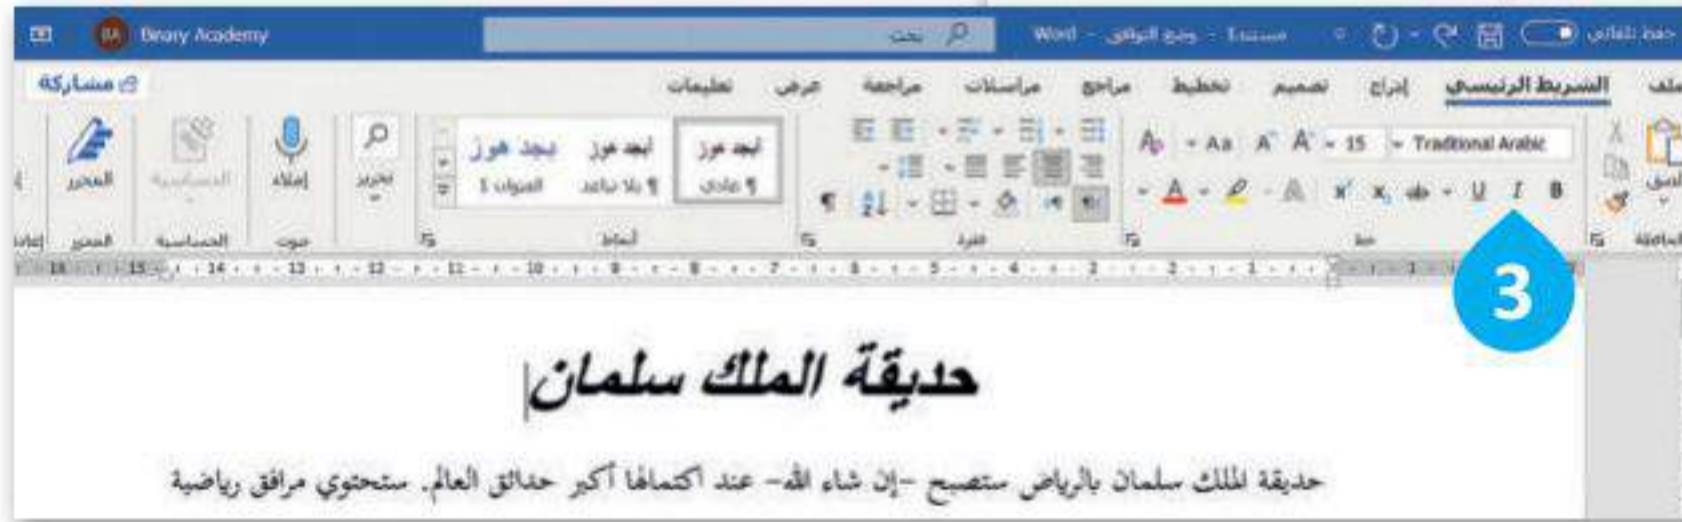 حفظ تلقائي مستند1 - وضع التوافق - Word بحث Binary Academy BA
ملف الشريط الرئيسي إدراج تصميم تخطيط مراجع مراسلات مراجعة عرض تعليمات مشاركة
Traditional Arabic 15 A A Aa A أبجد هوز أبجد هوز أبجد هوز
لصق B I U ab x x A A ¶ عادي ¶ بلا تباعد العنوان 1 تحرير إملاء الحساسية المحرر
الحافظة خط فقرة أنماط صوت الحساسية المحرر
3
حديقة الملك سلمان
حديقة الملك سلمان بالرياض ستصبح -إن شاء الله- عند اكتمالها أكبر حدائق العالم. ستحتوي مرافق رياضية